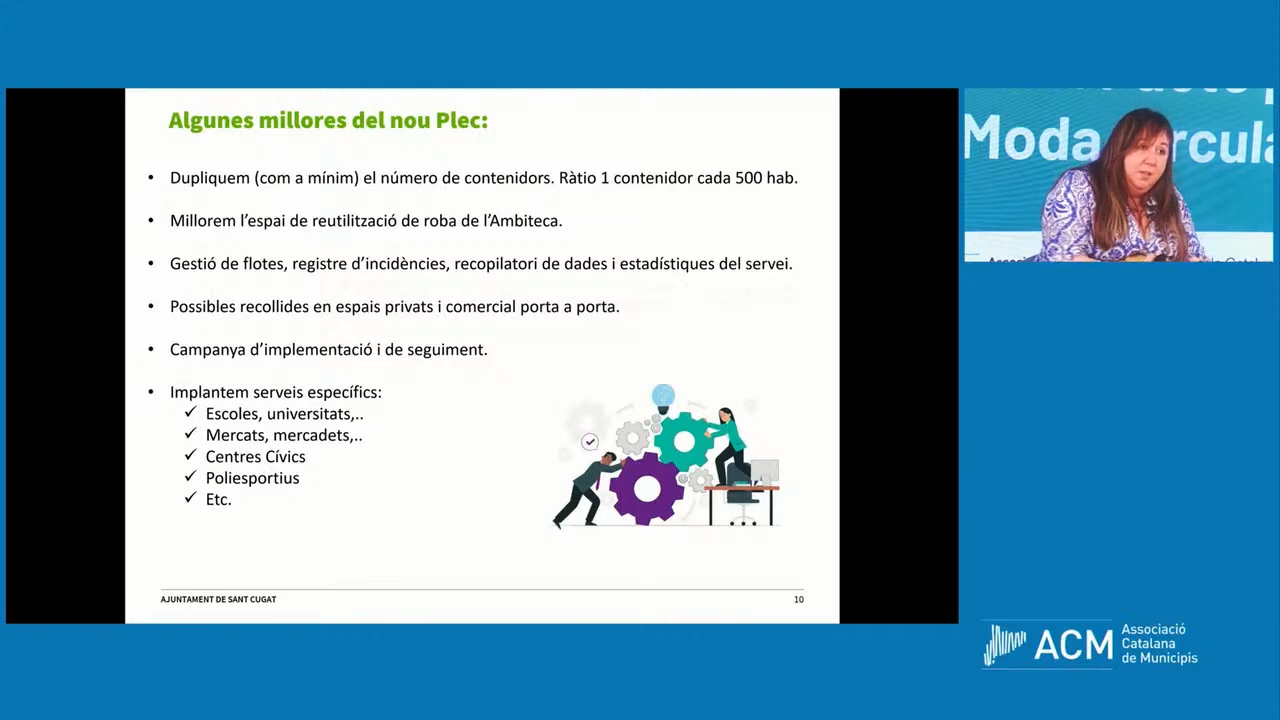 Algunes millores del nou Plec:
• Dupliquem (com a mínim) el número de contenidors. Ràtio 1 contenidor cada 500 hab.
• Millorem l'espai de reutilització de roba de l'Ambiteca.
• Gestió de flotes, registre d'incidències, recopilatori de dades i estadístiques del servei.
• Possibles recollides en espais privats i comercial porta a porta.
• Campanya d'implementació i de seguiment.
• Implantem serveis específics:
✓ Escoles, universitats,..
✓ Mercats, mercadets,..
✓ Centres Cívics
✓ Poliesportius
✓ Etc.
AJUNTAMENT DE SANT CUGAT
10
Moda
rcula
ACM
Associació
Catalana
de Municipis